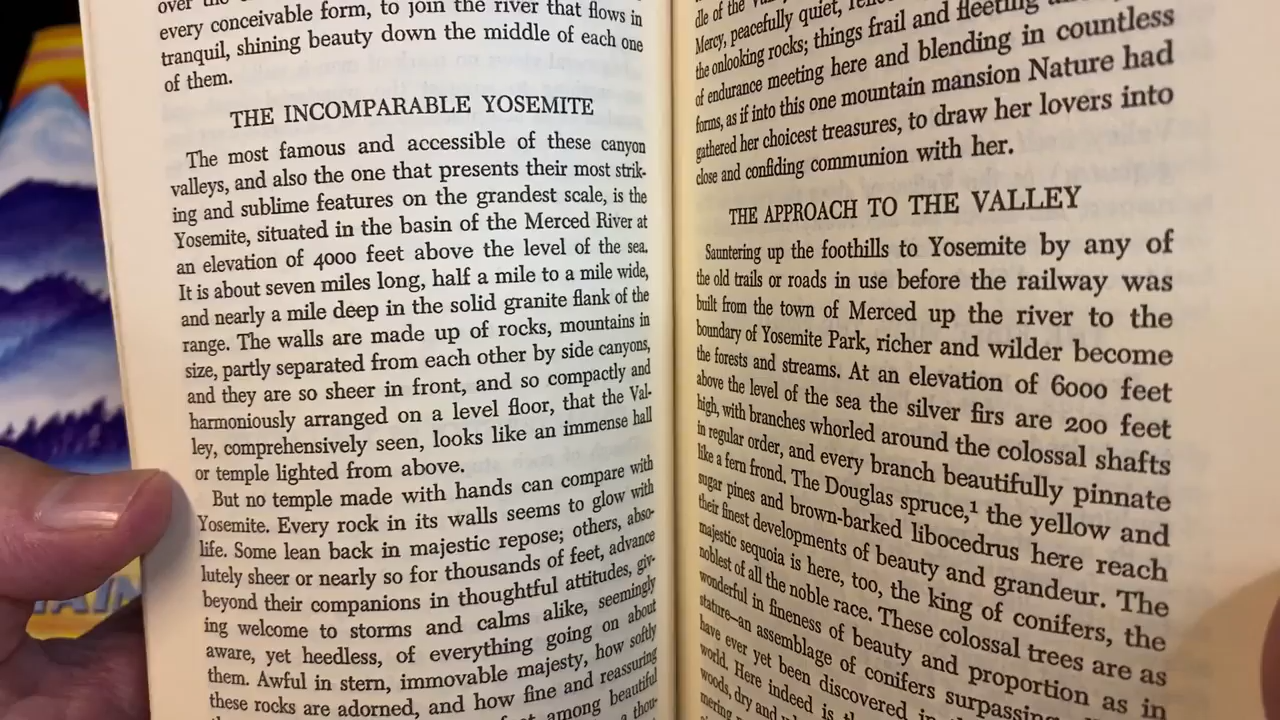 over the
every conceivable form, to join the river that flows in
tranquil, shining beauty down the middle of each one
of them.
THE INCOMPARABLE YOSEMITE
The most famous and accessible of these canyon
valleys, and also the one that presents their most strik-
ing and sublime features on the grandest scale, is the
Yosemite, situated in the basin of the Merced River at
an elevation of 4000 feet above the level of the sea.
It is about seven miles long, half a mile to a mile wide,
and nearly a mile deep in the solid granite flank of the
range. The walls are made up of rocks, mountains in
size, partly separated from each other by side canyons,
and they are so sheer in front, and so compactly and
harmoniously arranged on a level floor, that the Val-
ley, comprehensively seen, looks like an immense hall
or temple lighted from above.
But no temple made with hands can compare with
Yosemite. Every rock in its walls seems to glow with
life. Some lean back in majestic repose; others, abso-
lutely sheer or nearly so for thousands of feet, advance
beyond their companions in thoughtful attitudes, giv-
ing welcome to storms and calms alike, seemingly
aware, yet heedless, of everything going on about
them. Awful in stern, immovable majesty, how softly
these rocks are adorned, and how fine and reassuring
among beautiful
a thou-
dle of the
Mercy, peacefully quiet,
the onlooking rocks; things frail and fleeting
of endurance meeting here and blending in countless
forms, as if into this one mountain mansion Nature had
gathered her choicest treasures, to draw her lovers into
close and confiding communion with her.
THE APPROACH TO THE VALLEY
Sauntering up the foothills to Yosemite by any of
the old trails or roads in use before the railway was
built from the town of Merced up the river to the
boundary of Yosemite Park, richer and wilder become
the forests and streams. At an elevation of 6000 feet
above the level of the sea the silver firs are 200 feet
high, with branches whorled around the colossal shafts
in regular order, and every branch beautifully pinnate
like a fern frond. The Douglas spruce,¹ the yellow and
sugar pines and brown-barked libocedrus here reach
their finest developments of beauty and grandeur. The
majestic sequoia is here, too, the king of conifers, the
noblest of all the noble race. These colossal trees are as
wonderful in fineness of beauty and proportion as in
stature—an assemblage of conifers surpassing
have ever yet been discovered in
world. Here indeed is
woods, dry and